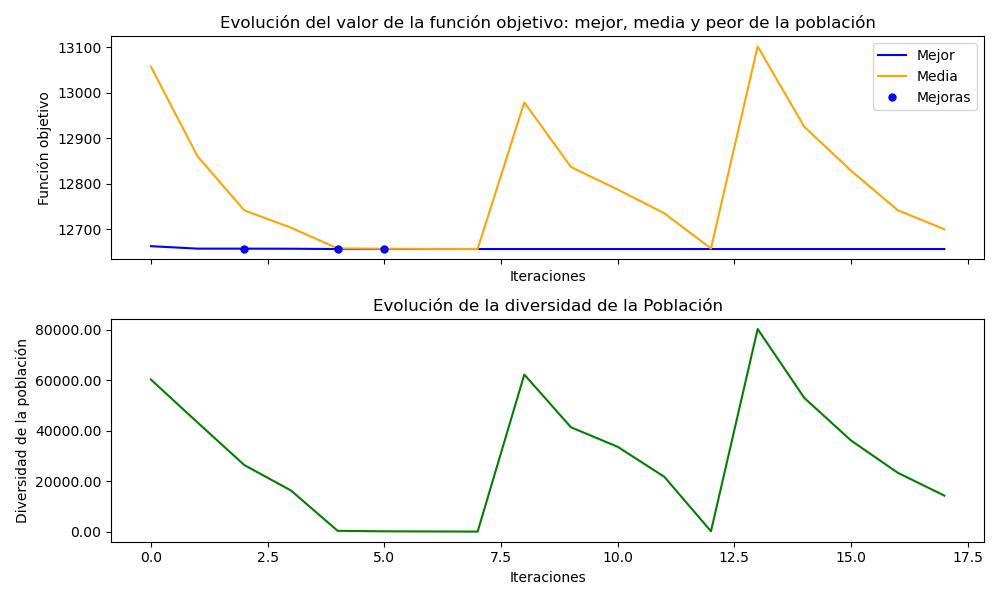 Evolución del valor de la función objetivo: mejor, media y peor de la población
13100
13000
12900
12800
12700
Función objetivo
Mejor
Media
Mejoras
Iteraciones
Evolución de la diversidad de la Población
80000.00
60000.00
40000.00
20000.00
0.00
Diversidad de la población
0.0 2.5 5.0 7.5 10.0 12.5 15.0 17.5
Iteraciones